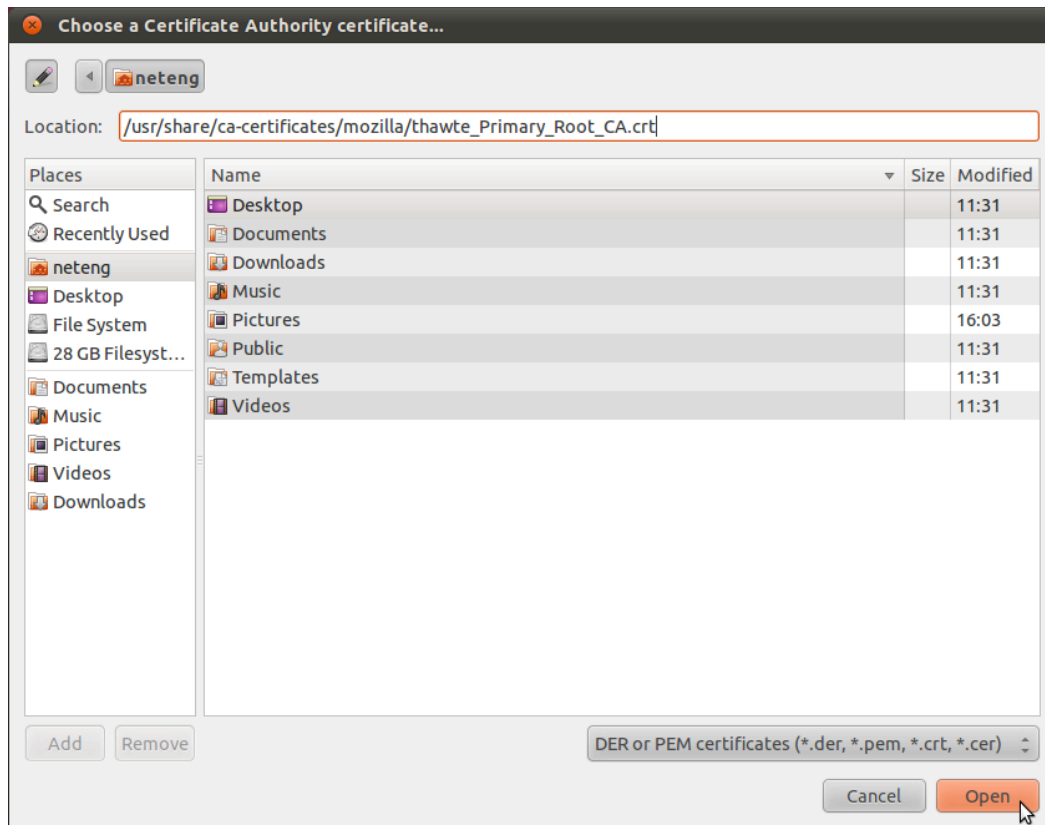 Choose a Certificate Authority certificate...
neteng
Location: /usr/share/ca-certificates/mozilla/thawte_Primary_Root_CA.crt
Places
Search
Recently Used
neteng
Desktop
File System
28 GB Filesyst...
Documents
Music
Pictures
Videos
Downloads
Name Size Modified
Desktop 11:31
Documents 11:31
Downloads 11:31
Music 11:31
Pictures 16:03
Public 11:31
Templates 11:31
Videos 11:31
Add Remove
DER or PEM certificates (*.der, *.pem, *.crt, *.cer)
Cancel Open